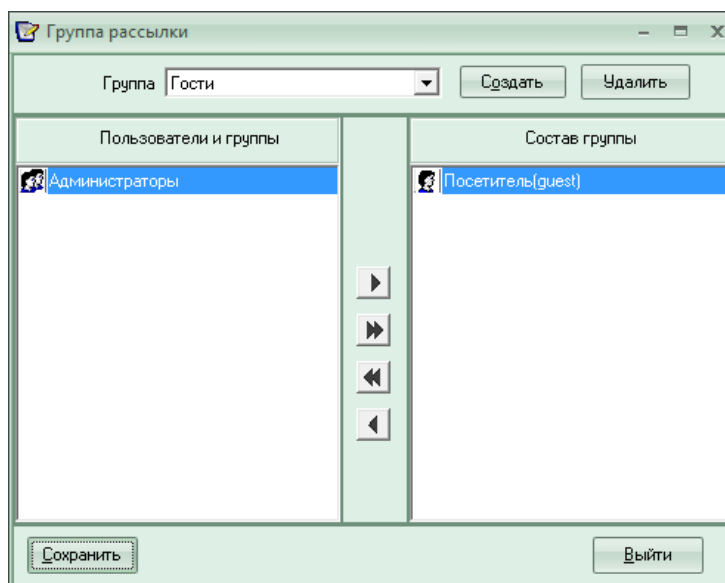 Группа рассылки
Группа Гости Создать Удалить
Пользователи и группы Состав группы
Администраторы Посетитель(guest)
Сохранить Выйти